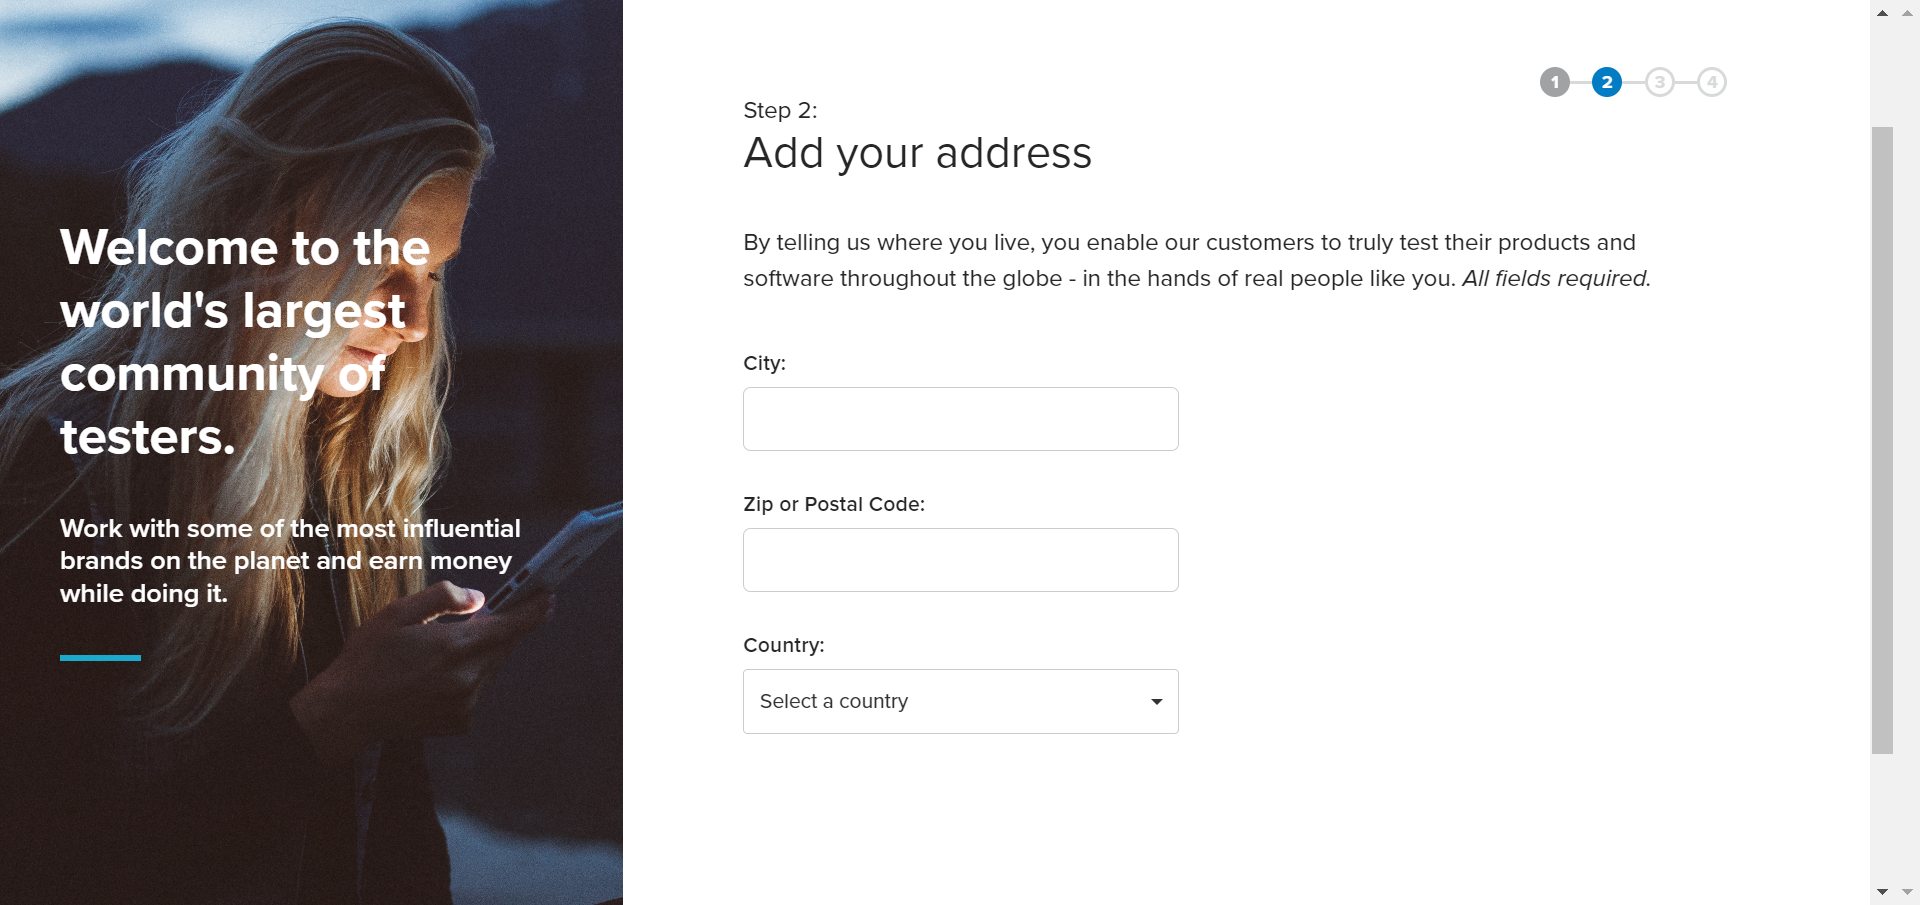 Welcome to the
world's largest
community of
testers.
Work with some of the most influential
brands on the planet and earn money
while doing it.
1 2 3 4
Step 2:
Add your address
By telling us where you live, you enable our customers to truly test their products and
software throughout the globe - in the hands of real people like you. All fields required.
City:
Zip or Postal Code:
Country:
Select a country